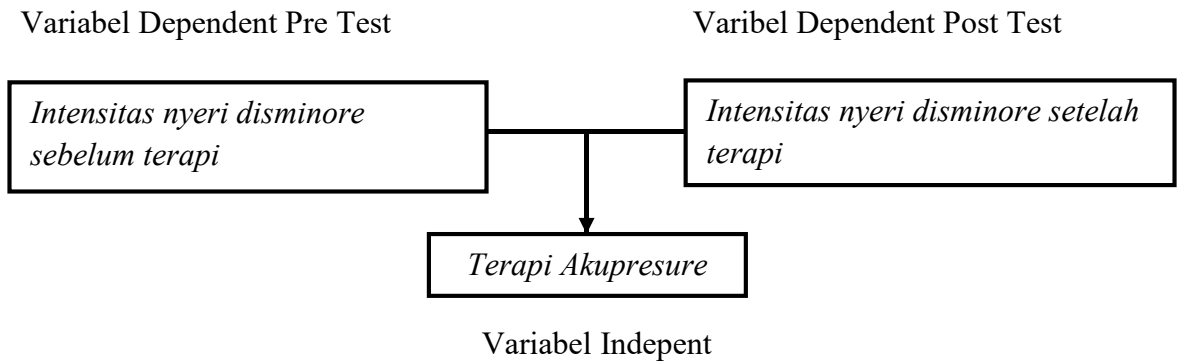 Variabel Dependent Pre Test
Varibel Dependent Post Test
Intensitas nyeri disminore
sebelum terapi
Intensitas nyeri disminore setelah
terapi
Terapi Akupresure
Variabel Indepent